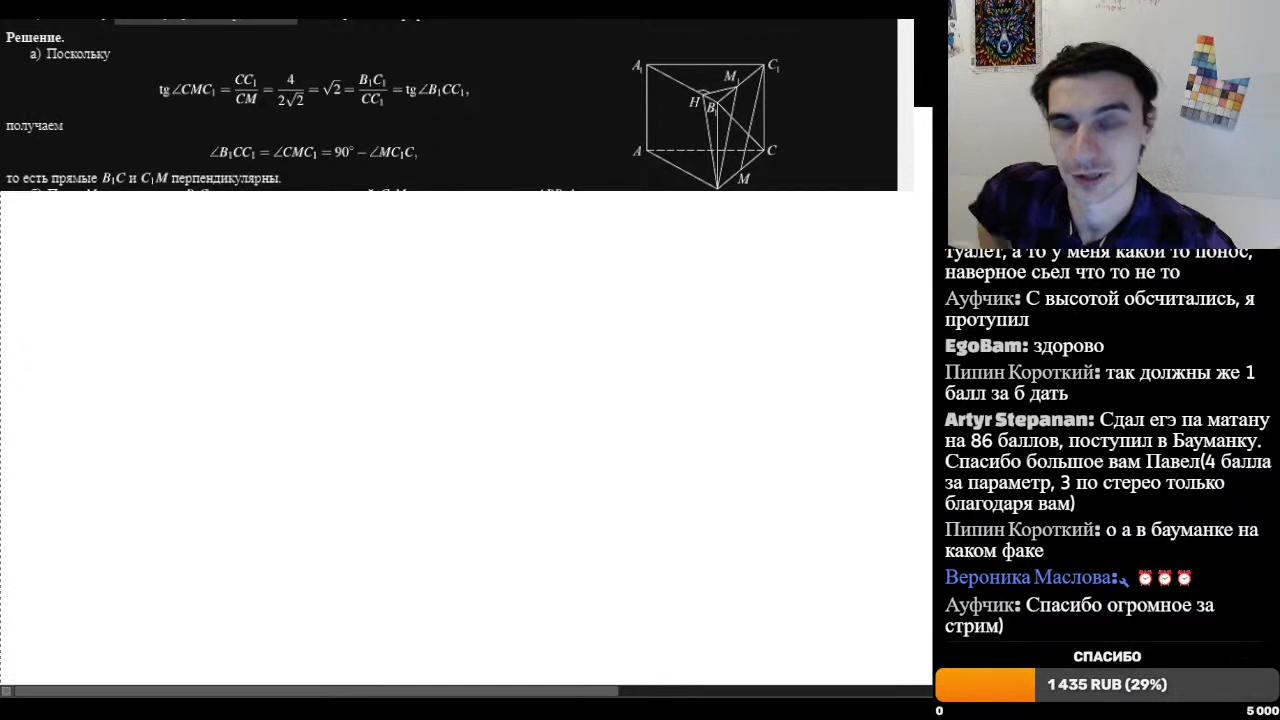 Решение.
а) Поскольку
tg∠CMC₁ = CC₁/CM = 4/2√2 = √2 = B₁C₁/CC₁ = tg∠B₁CC₁,
получаем
∠B₁CC₁ = ∠CMC₁ = 90° − ∠MC₁C,
то есть прямые B₁C и C₁M перпендикулярны.
A₁
C₁
M₁
H
B₁
A
C
M
туалет, а то у меня какой то понос,
наверное сьел что то не то
Ауфчик: С высотой обсчитались, я
протупил
EgoBam: здорово
Пипин Короткий: так должны же 1
балл за б дать
Artyr Stepanan: Сдал егэ па матану
на 86 баллов, поступил в Бауманку.
Спасибо большое вам Павел(4 балла
за параметр, 3 по стерео только
благодаря вам)
Пипин Короткий: о а в бауманке на
каком факе
Вероника Маслова: ⏰⏰⏰
Ауфчик: Спасибо огромное за
стрим)
СПАСИБО
1 435 RUB (29%)
0 5 000